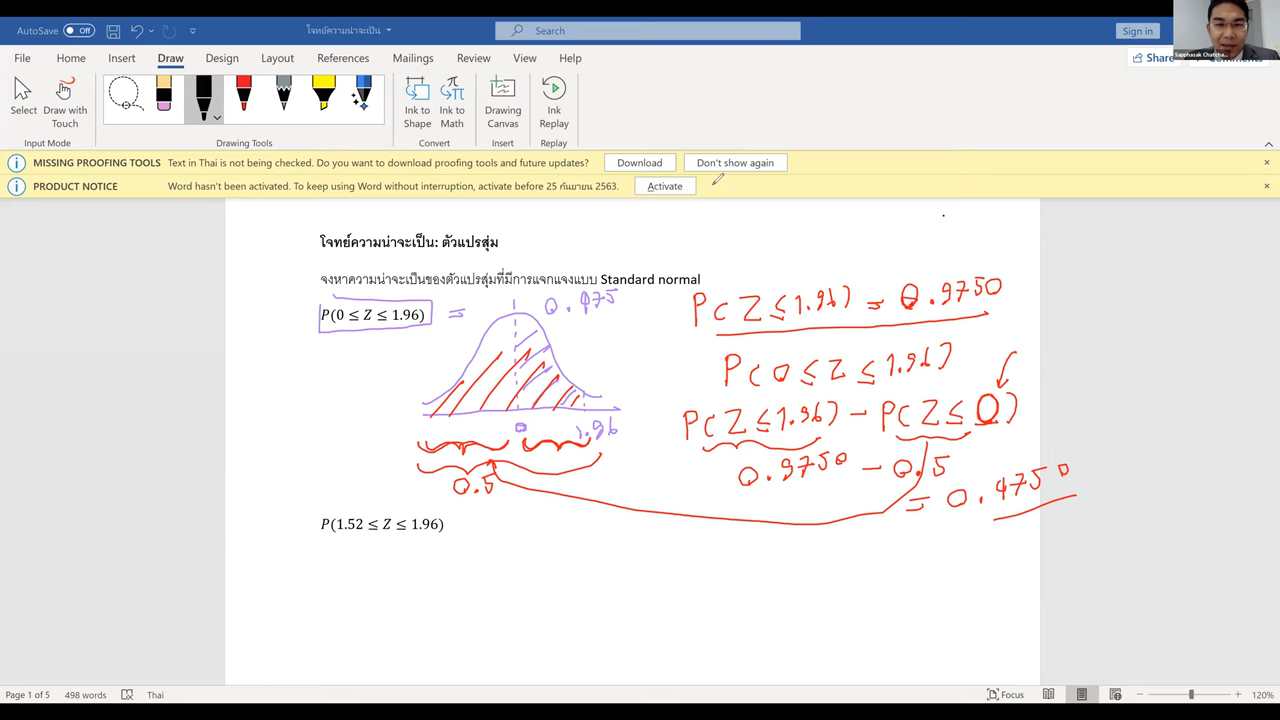 AutoSave Off โจทย์ความน่าจะเป็น Search Sign in
Sapphasak Chatcha...
File Home Insert Draw Design Layout References Mailings Review View Help Share Comments
Select Draw with Touch Ink to Shape Ink to Math Drawing Canvas Ink Replay
Input Mode Drawing Tools Convert Insert Replay
MISSING PROOFING TOOLS Text in Thai is not being checked. Do you want to download proofing tools and future updates? Download Don't show again
PRODUCT NOTICE Word hasn't been activated. To keep using Word without interruption, activate before 25 กันยายน 2563. Activate
โจทย์ความน่าจะเป็น: ตัวแปรสุ่ม
จงหาความน่าจะเป็นของตัวแปรสุ่มที่มีการแจกแจงแบบ Standard normal
P(0 ≤ Z ≤ 1.96) = 0.475
0 1.96
0.5
P(Z ≤ 1.96) = 0.9750
P(0 ≤ Z ≤ 1.96)
P(Z ≤ 1.96) - P(Z ≤ 0)
0.9750 - 0.5
= 0.4750
P(1.52 ≤ Z ≤ 1.96)
Page 1 of 5 498 words Thai Focus 120%